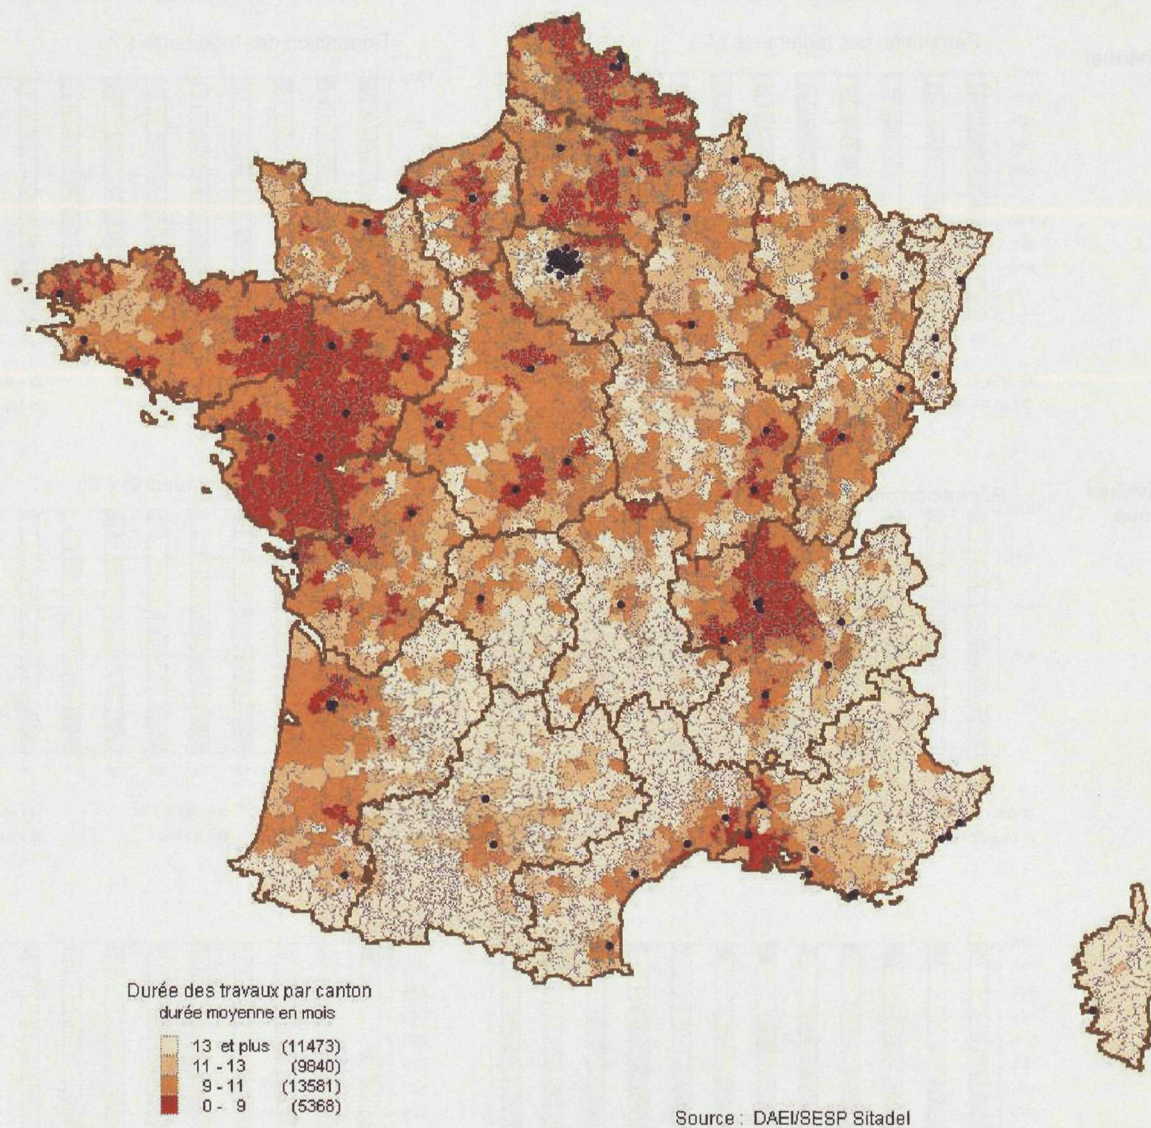 Durée des travaux par canton
durée moyenne en mois
13 et plus (11473)
11 - 13 (9840)
9 - 11 (13581)
0 - 9 (5368)
Source : DAEI/SESP Sitadel